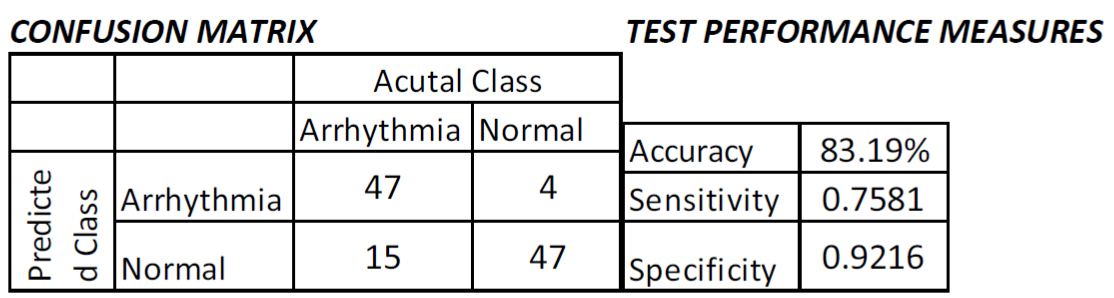 CONFUSION MATRIX TEST PERFORMANCE MEASURES
Acutal Class
Arrhythmia Normal
Predicte
d Class
Arrhythmia 47 4
Normal 15 47
Accuracy 83.19%
Sensitivity 0.7581
Specificity 0.9216